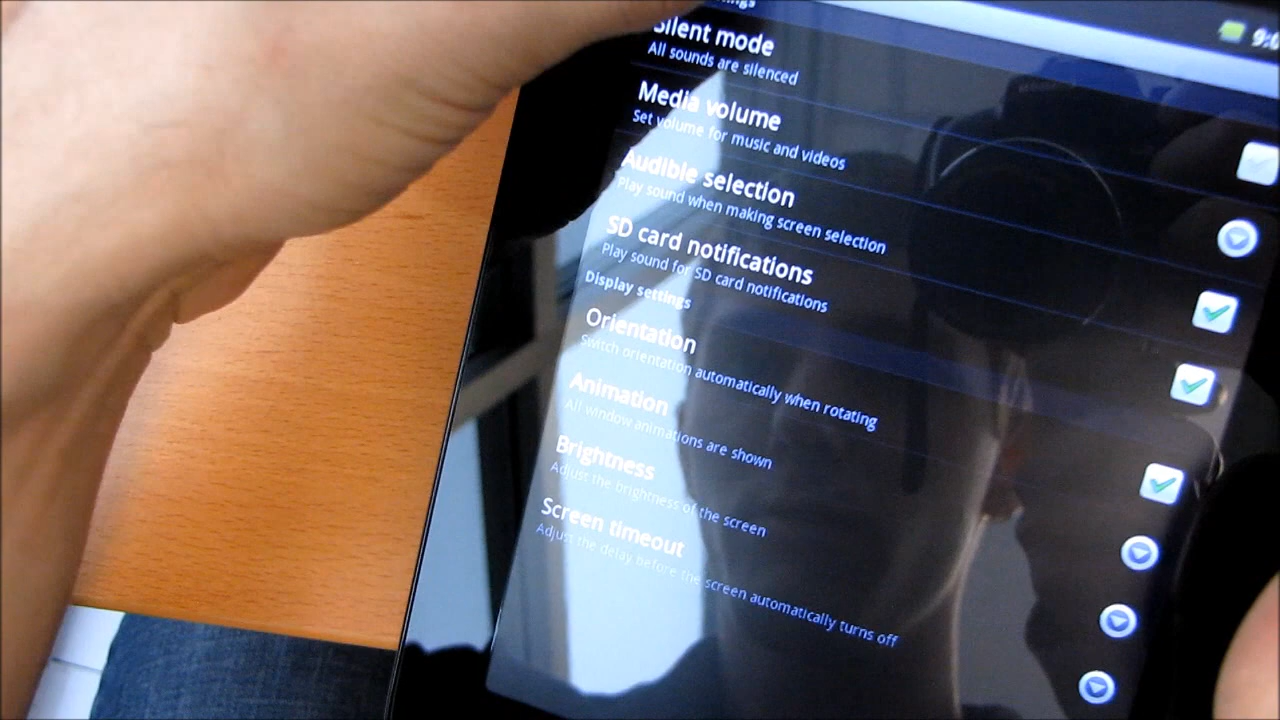 Silent mode
All sounds are silenced
Media volume
Set volume for music and videos
Audible selection
Play sound when making screen selection
SD card notifications
Play sound for SD card notifications
Display settings
Orientation
Switch orientation automatically when rotating
Animation
All window animations are shown
Brightness
Adjust the brightness of the screen
Screen timeout
Adjust the delay before the screen automatically turns off